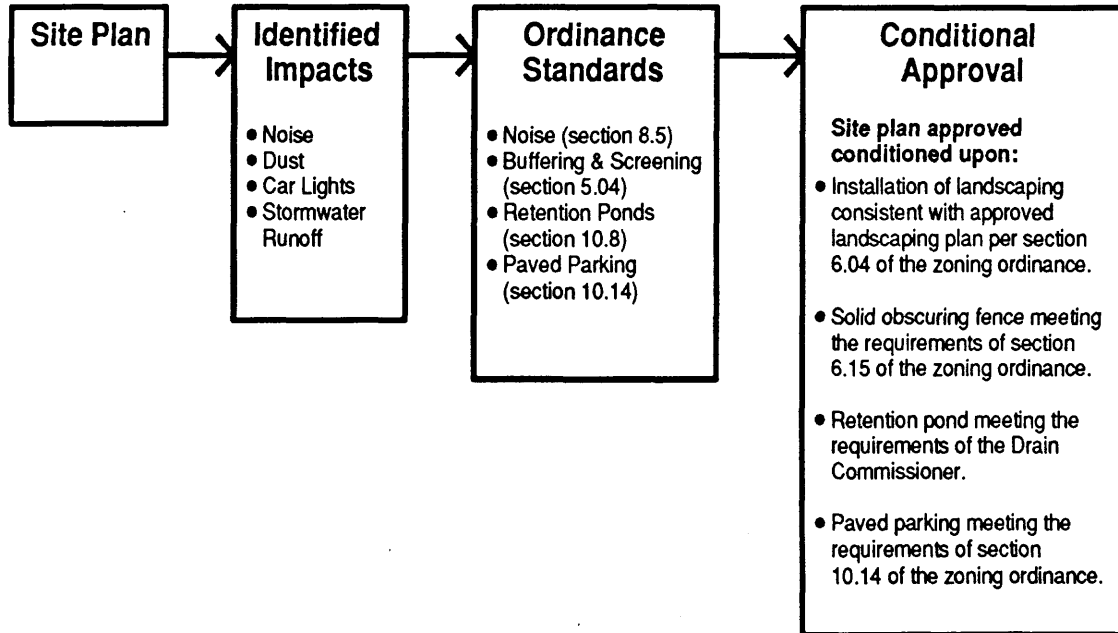 Site Plan
Identified
Impacts
● Noise
● Dust
● Car Lights
● Stormwater
Runoff
Ordinance
Standards
● Noise (section 8.5)
● Buffering & Screening
(section 5.04)
● Retention Ponds
(section 10.8)
● Paved Parking
(section 10.14)
Conditional
Approval
Site plan approved
conditioned upon:
● Installation of landscaping
consistent with approved
landscaping plan per section
6.04 of the zoning ordinance.
● Solid obscuring fence meeting
the requirements of section
6.15 of the zoning ordinance.
● Retention pond meeting the
requirements of the Drain
Commissioner.
● Paved parking meeting the
requirements of section
10.14 of the zoning ordinance.